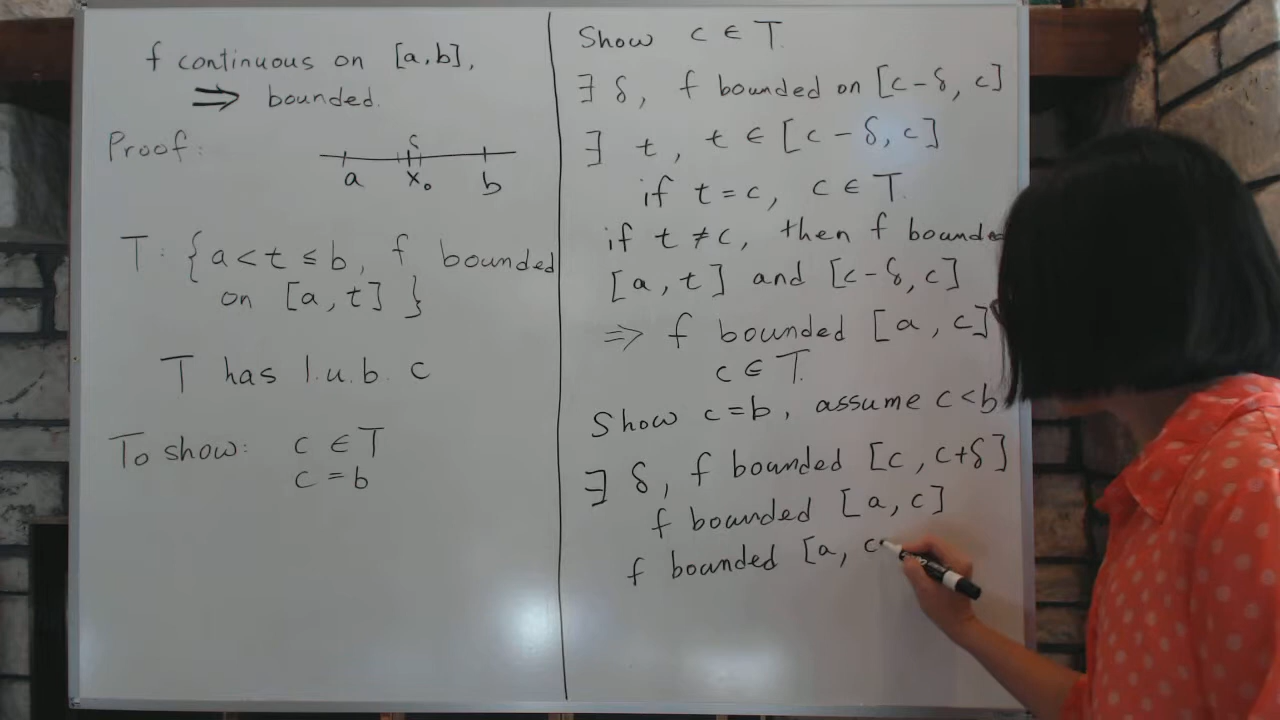 f continuous on [a,b],
⇒ bounded.
Proof:
δ
a x₀ b
T: {a<t≤b, f bounded
on [a,t] }
T has l.u.b. c
To show: c ∈ T
c = b
Show c ∈ T.
∃ δ, f bounded on [c-δ, c]
∃ t, t ∈ [c-δ, c]
if t = c, c ∈ T.
if t ≠ c, then f bounded
[a, t] and [c-δ, c]
⇒ f bounded [a, c]
c ∈ T.
Show c=b, assume c<b
∃ δ, f bounded [c, c+δ]
f bounded [a, c]
f bounded [a, c